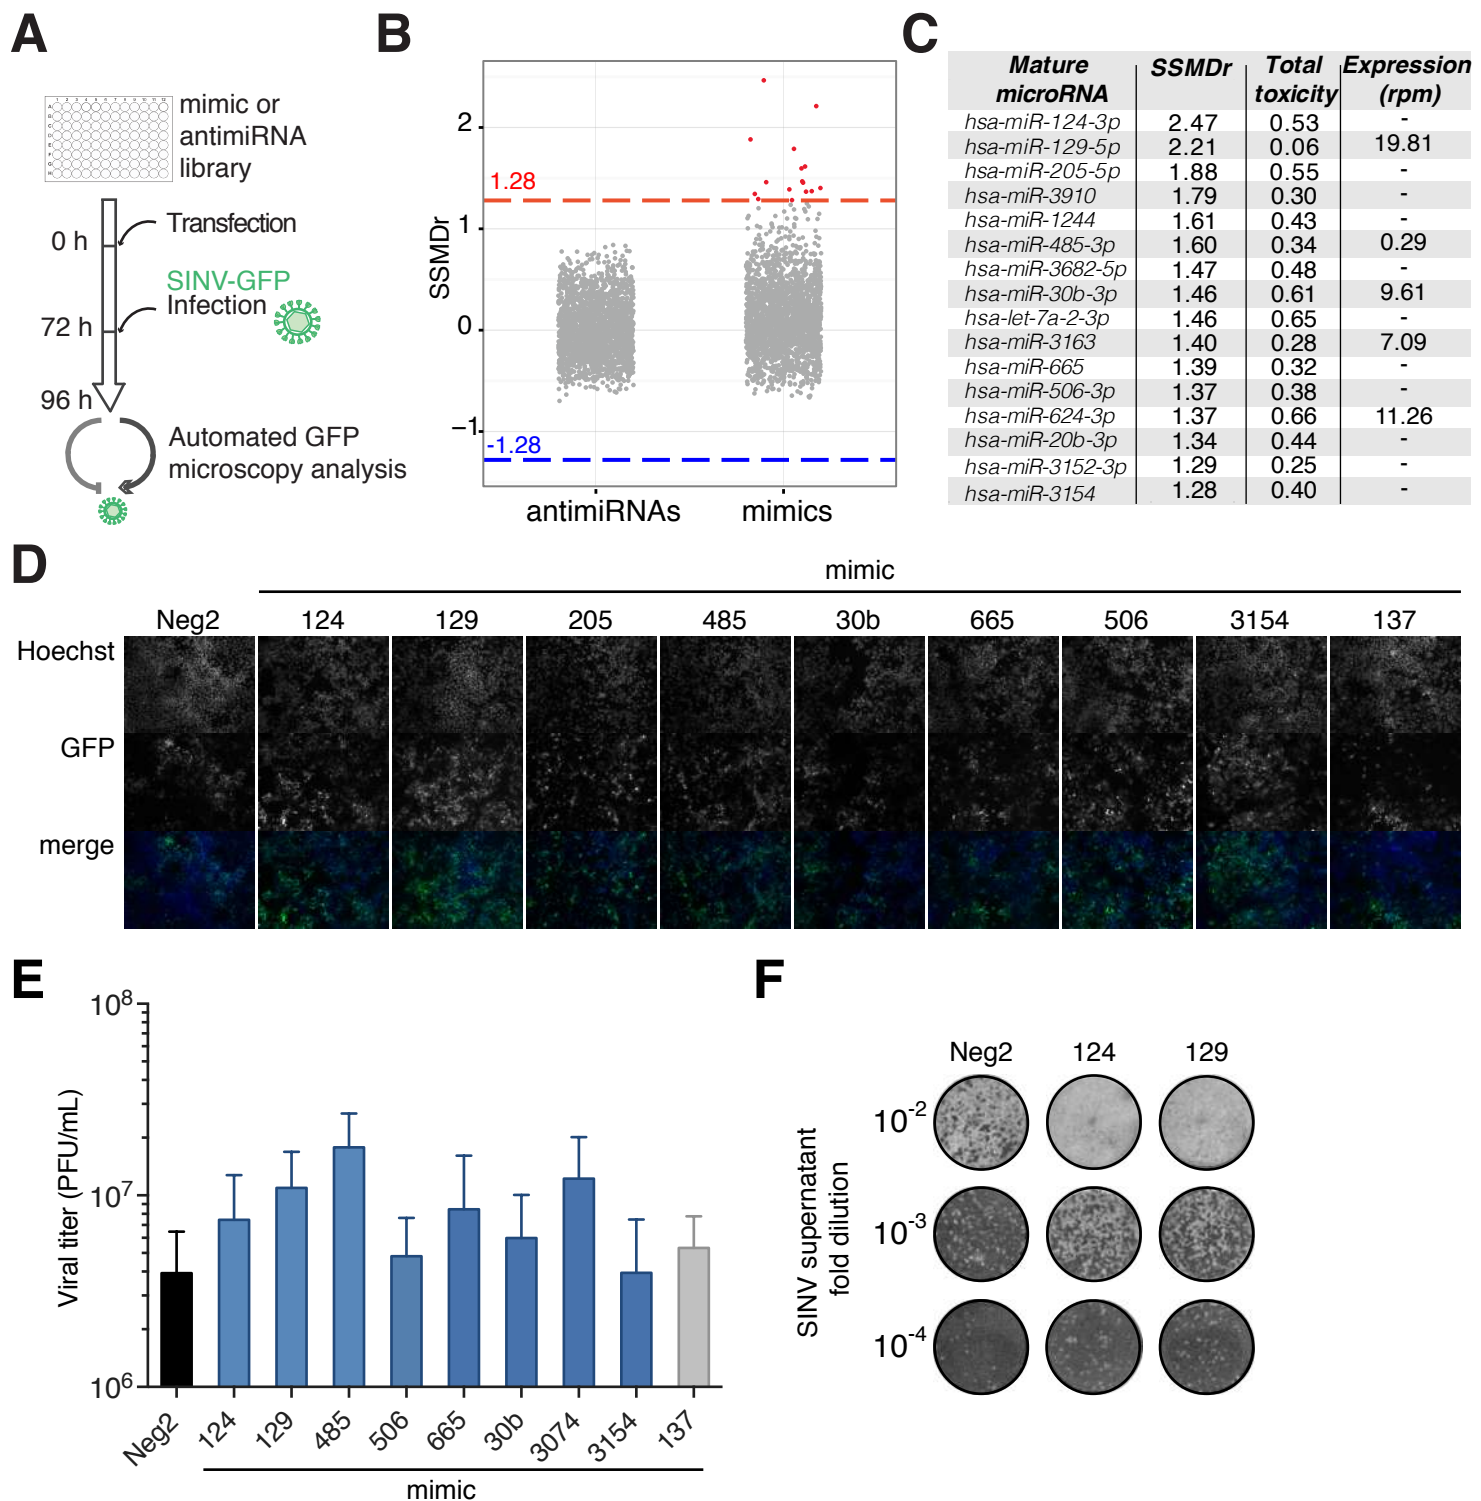 A
mimic or
antimiRNA
library
0 h
Transfection
SINV-GFP
Infection
72 h
96 h
Automated GFP
microscopy analysis
B
SSMDr
2
1.28
1
0
-1
-1.28
antimiRNAs mimics
C
Mature microRNA SSMDr Total toxicity Expression (rpm)
hsa-miR-124-3p 2.47 0.53 -
hsa-miR-129-5p 2.21 0.06 19.81
hsa-miR-205-5p 1.88 0.55 -
hsa-miR-3910 1.79 0.30 -
hsa-miR-1244 1.61 0.43 -
hsa-miR-485-3p 1.60 0.34 0.29
hsa-miR-3682-5p 1.47 0.48 -
hsa-miR-30b-3p 1.46 0.61 9.61
hsa-let-7a-2-3p 1.46 0.65 -
hsa-miR-3163 1.40 0.28 7.09
hsa-miR-665 1.39 0.32 -
hsa-miR-506-3p 1.37 0.38 -
hsa-miR-624-3p 1.37 0.66 11.26
hsa-miR-20b-3p 1.34 0.44 -
hsa-miR-3152-3p 1.29 0.25 -
hsa-miR-3154 1.28 0.40 -
D
mimic
Neg2 124 129 205 485 30b 665 506 3154 137
Hoechst
GFP
merge
E
Viral titer (PFU/mL)
10^8
10^7
10^6
Neg2 124 129 485 506 665 30b 3074 3154 137
mimic
F
Neg2 124 129
SINV supernatant
fold dilution
10^-2
10^-3
10^-4